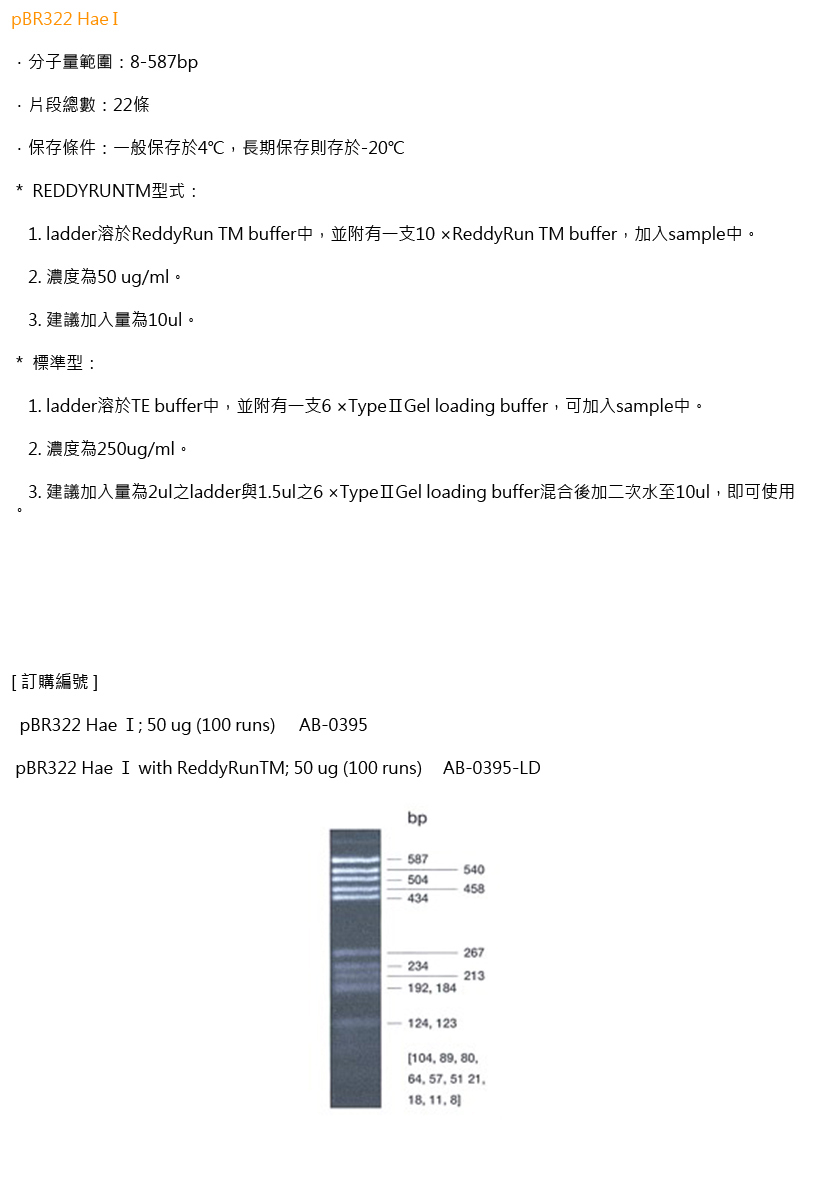 pBR322 Hae I
﹒分子量範圍：8-587bp
﹒片段總數：22條
﹒保存條件：一般保存於4℃，長期保存則存於-20℃
* REDDYRUNTM型式：
1. ladder溶於ReddyRun TM buffer中，並附有一支10 ×ReddyRun TM buffer，加入sample中。
2. 濃度為50 ug/ml。
3. 建議加入量為10ul。
* 標準型：
1. ladder溶於TE buffer中，並附有一支6 ×TypeⅡGel loading buffer，可加入sample中。
2. 濃度為250ug/ml。
3. 建議加入量為2ul之ladder與1.5ul之6 ×TypeⅡGel loading buffer混合後加二次水至10ul，即可使用
。
[ 訂購編號 ]
pBR322 Hae Ⅰ; 50 ug (100 runs) AB-0395
pBR322 Hae Ⅰ with ReddyRunTM; 50 ug (100 runs) AB-0395-LD
bp
587
540
504
458
434
267
234
213
192, 184
124, 123
[104, 89, 80,
64, 57, 51 21,
18, 11, 8]